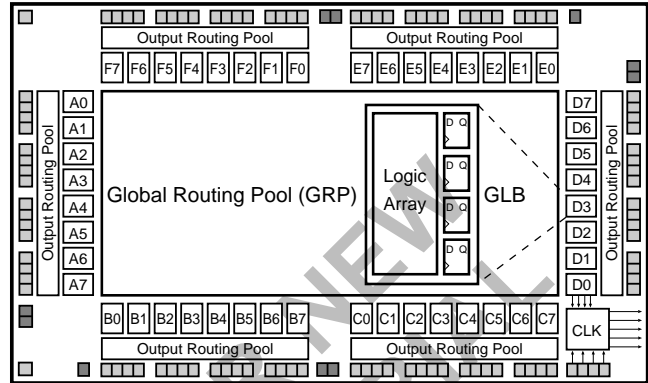 Output Routing Pool Output Routing Pool
F7 F6 F5 F4 F3 F2 F1 F0 E7 E6 E5 E4 E3 E2 E1 E0
Output Routing Pool
A0
A1
A2
A3
A4
A5
A6
A7
Global Routing Pool (GRP)
Logic
Array
D Q
D Q
D Q
D Q
GLB
D7
D6
D5
D4
D3
D2
D1
D0
Output Routing Pool
B0 B1 B2 B3 B4 B5 B6 B7 C0 C1 C2 C3 C4 C5 C6 C7
CLK
Output Routing Pool Output Routing Pool